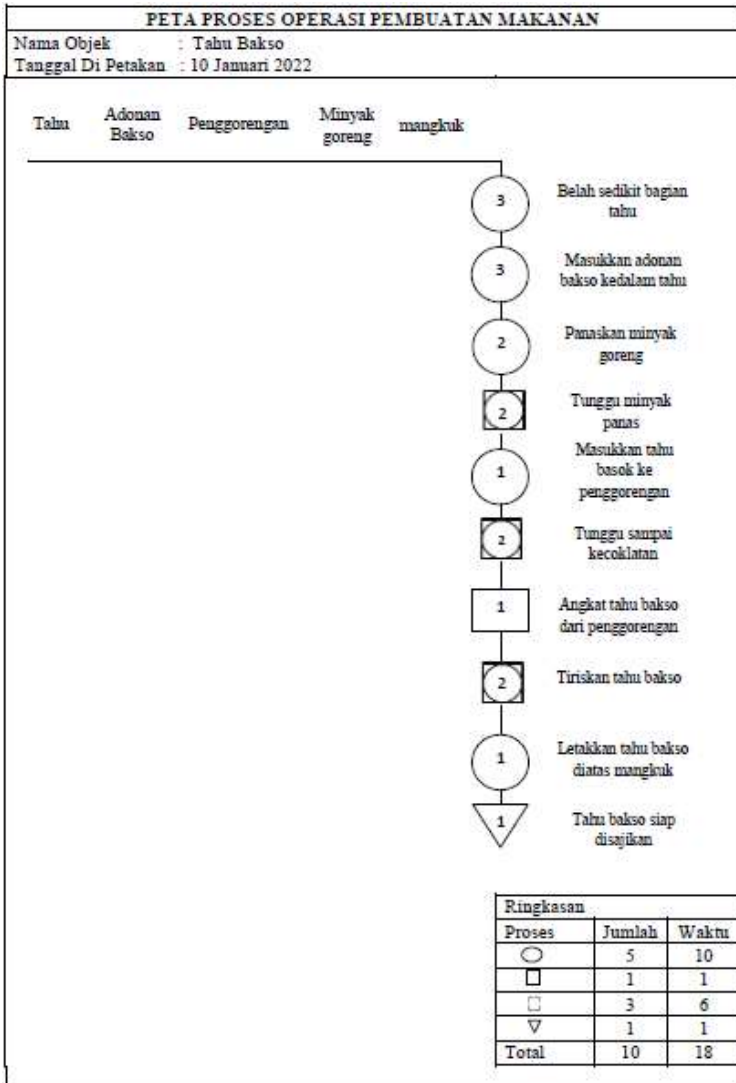 PETA PROSES OPERASI PEMBUATAN MAKANAN
Nama Objek : Tahu Bakso
Tanggal Di Petakan : 10 Januari 2022
Tahu
Adonan
Bakso
Penggorengan
Minyak
goreng
mangkuk
3
Belah sedikit bagian
tahu
3
Masukkan adonan
bakso kedalam tahu
2
Panaskan minyak
goreng
2
Tunggu minyak
panas
1
Masukkan tahu
basok ke
penggorengan
2
Tunggu sampai
kecoklatan
1
Angkat tahu bakso
dari penggorengan
2
Tiriskan tahu bakso
1
Letakkan tahu bakso
diatas mangkuk
1
Tahu bakso siap
disajikan
Ringkasan
Proses Jumlah Waktu
5 10
1 1
3 6
1 1
Total 10 18